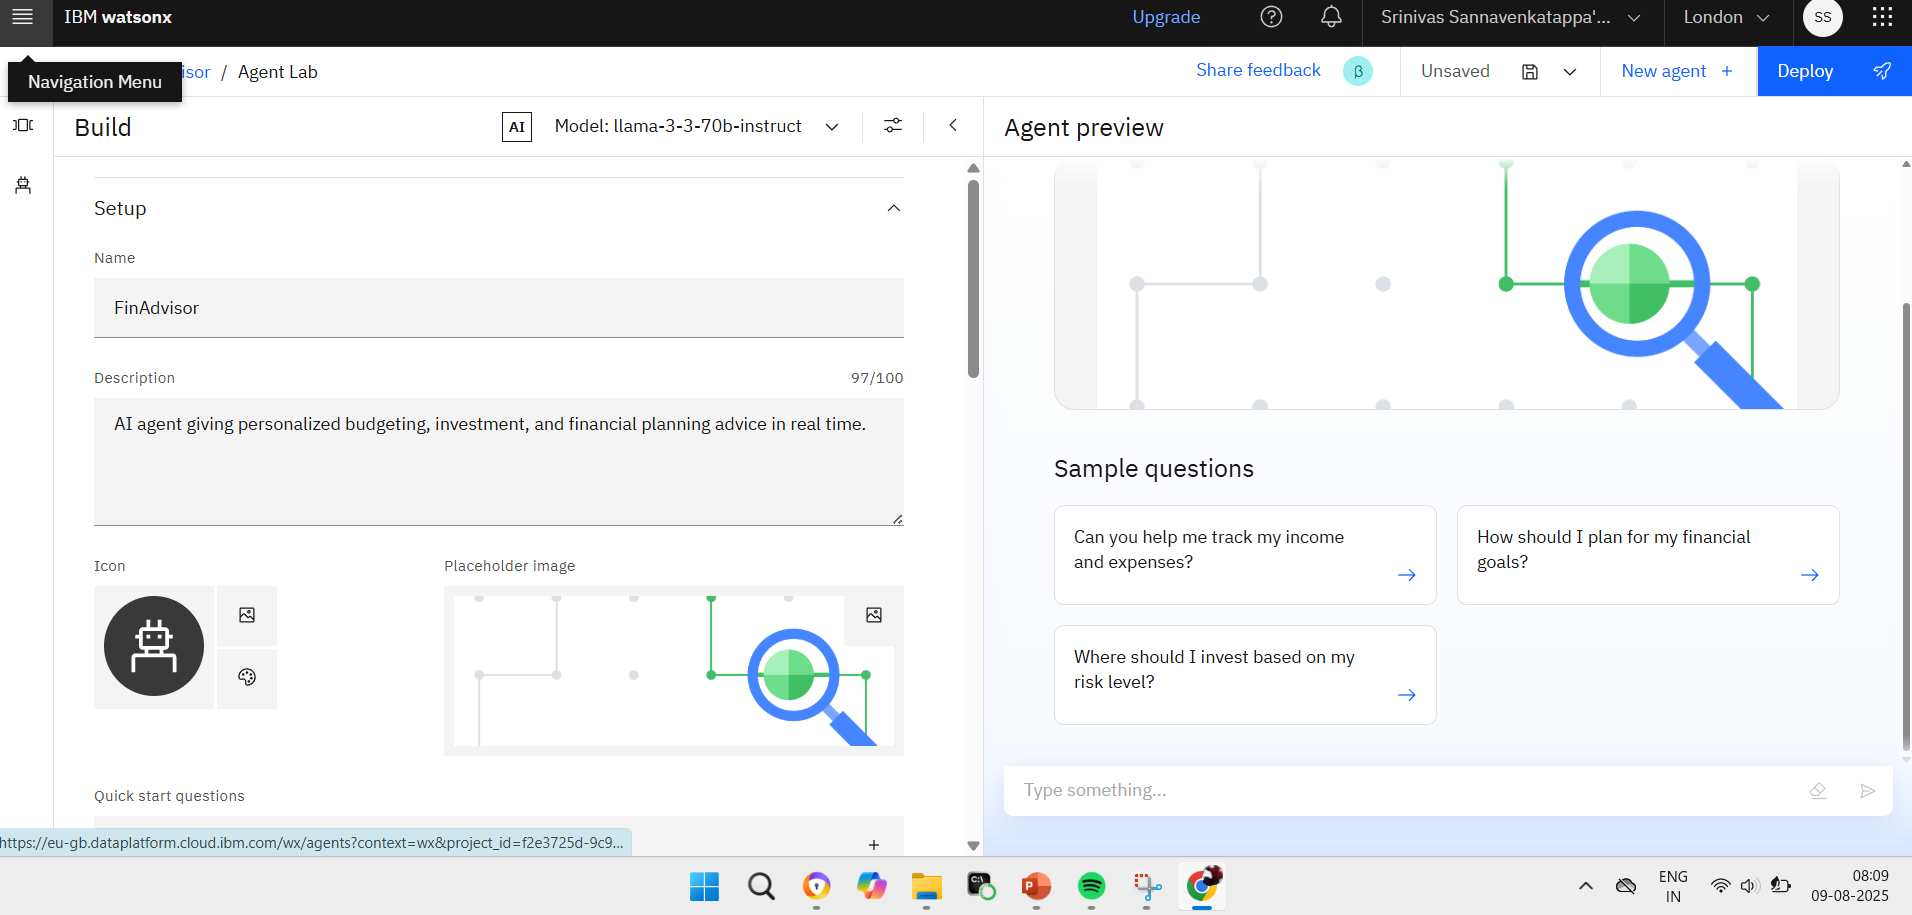 IBM watsonx
Upgrade
Srinivas Sannavenkatappa'...
London
SS
Navigation Menu
isor / Agent Lab
Share feedback
β
Unsaved
New agent +
Deploy
Build
AI
Model: llama-3-3-70b-instruct
Agent preview
Setup
Name
FinAdvisor
Description
97/100
AI agent giving personalized budgeting, investment, and financial planning advice in real time.
Icon
Placeholder image
Quick start questions
+
Sample questions
Can you help me track my income
and expenses?
How should I plan for my financial
goals?
Where should I invest based on my
risk level?
Type something...
https://eu-gb.dataplatform.cloud.ibm.com/wx/agents?context=wx&project_id=f2e3725d-9c9...
C:\
P
ENG
IN
08:09
09-08-2025